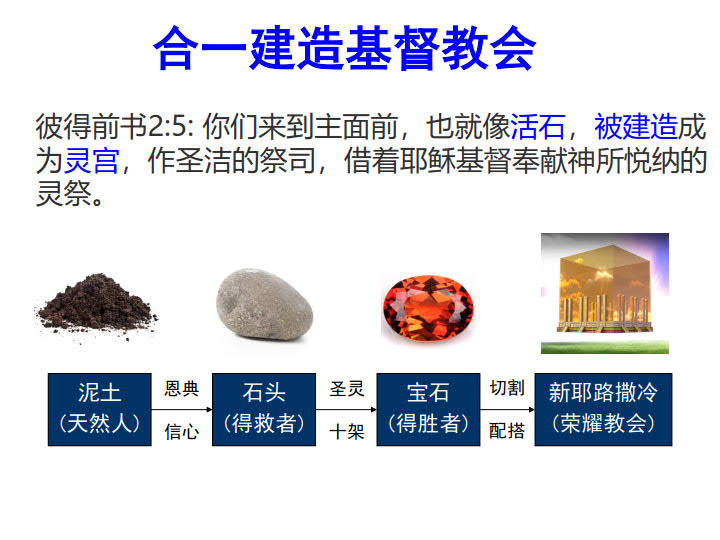 合一建造基督教会
彼得前书2:5: 你们来到主面前，也就像活石，被建造成
为灵宫，作圣洁的祭司，借着耶稣基督奉献神所悦纳的
灵祭。
泥土
（天然人）
恩典
信心
石头
（得救者）
圣灵
十架
宝石
（得胜者）
切割
配搭
新耶路撒冷
（荣耀教会）